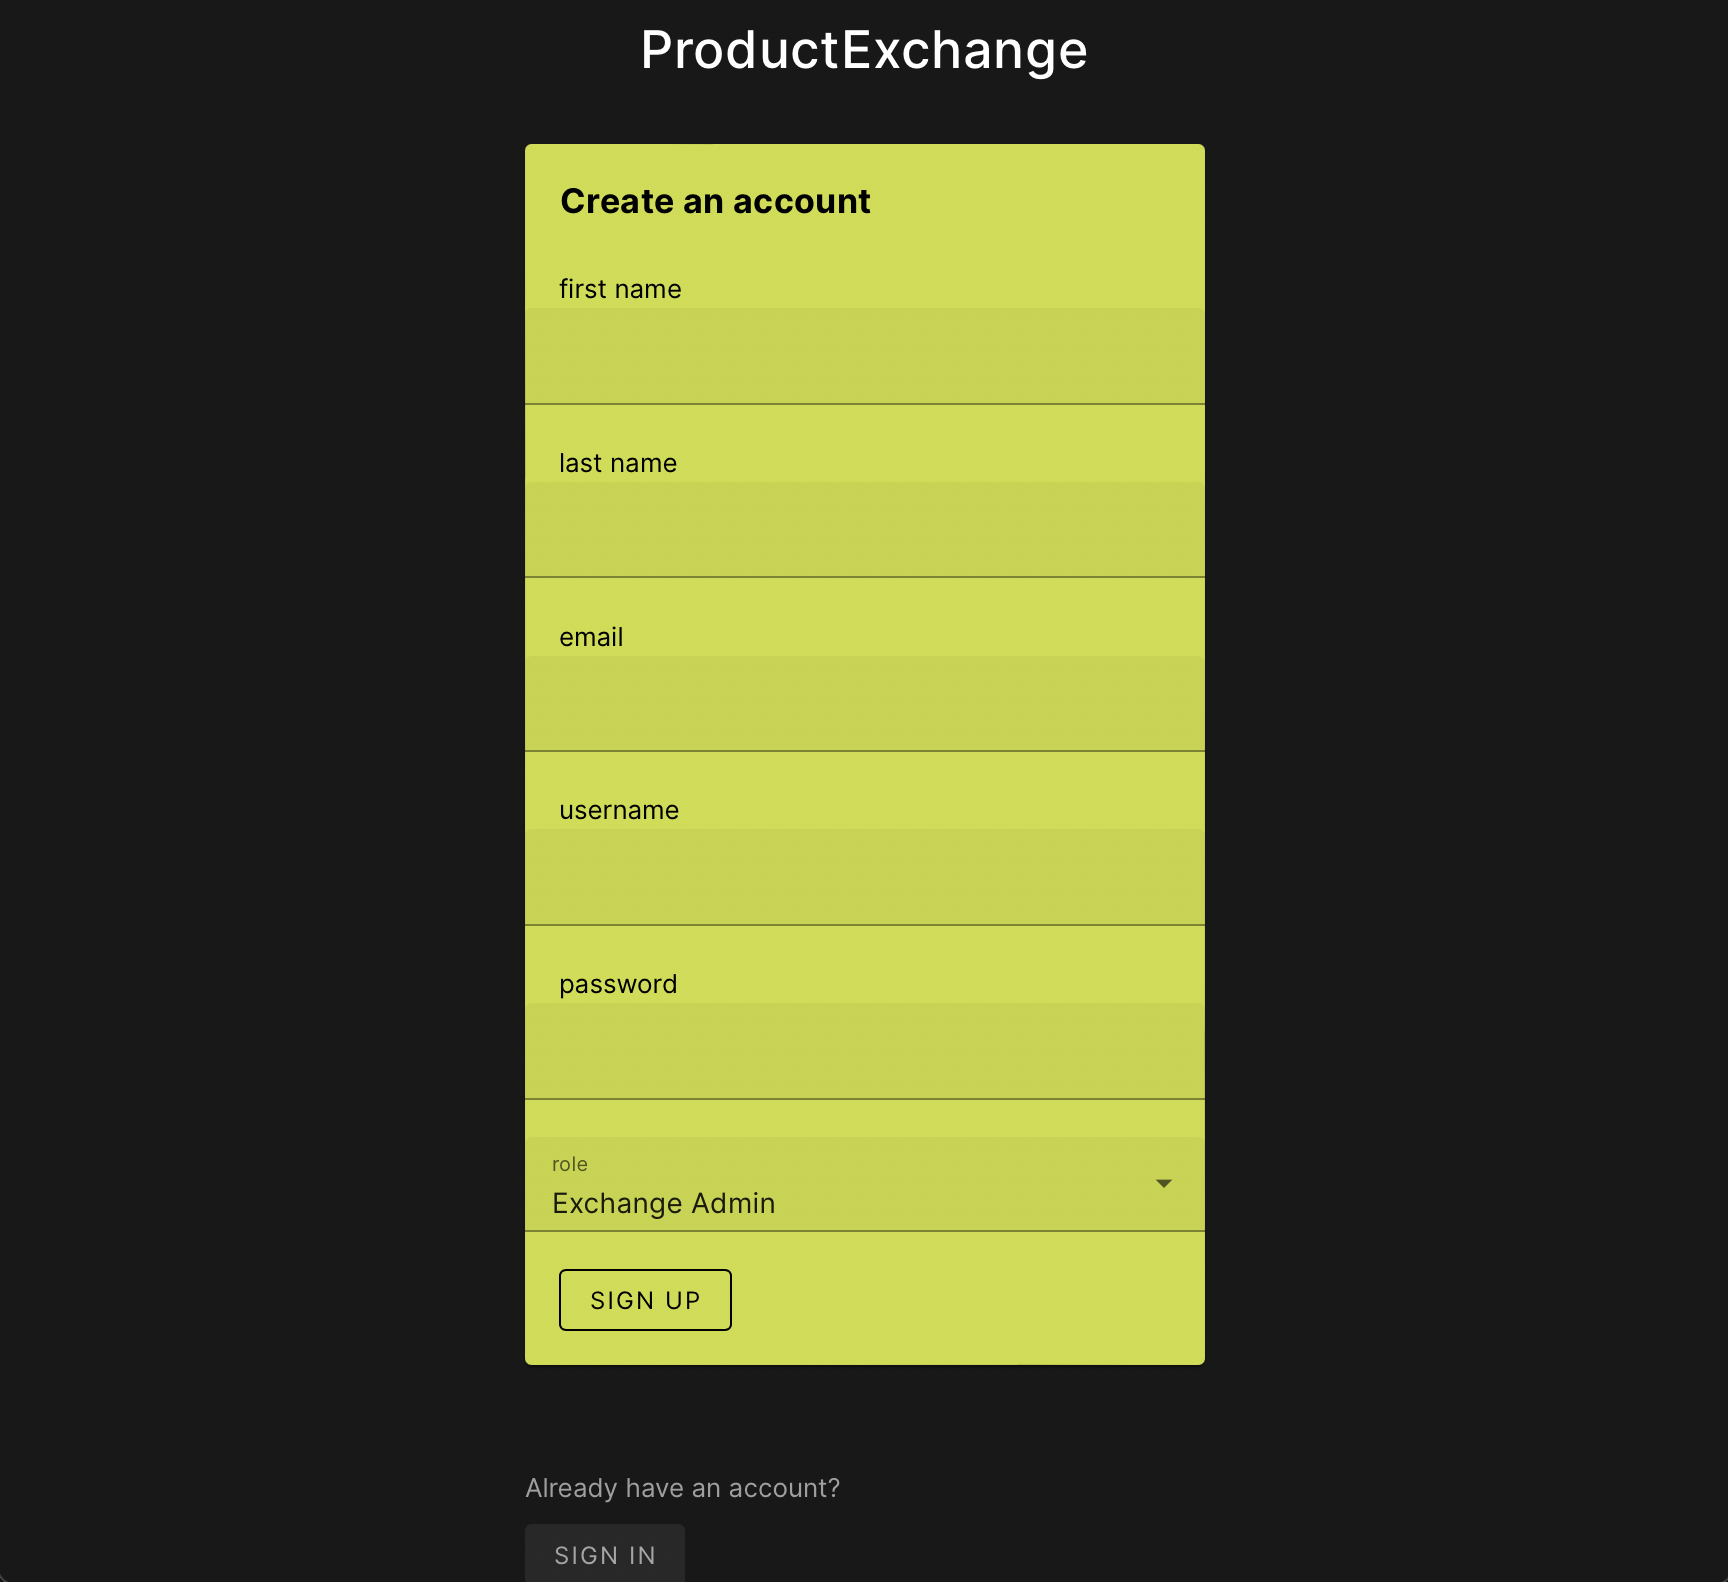 ProductExchange
Create an account
first name
last name
email
username
password
role
Exchange Admin
SIGN UP
Already have an account?
SIGN IN